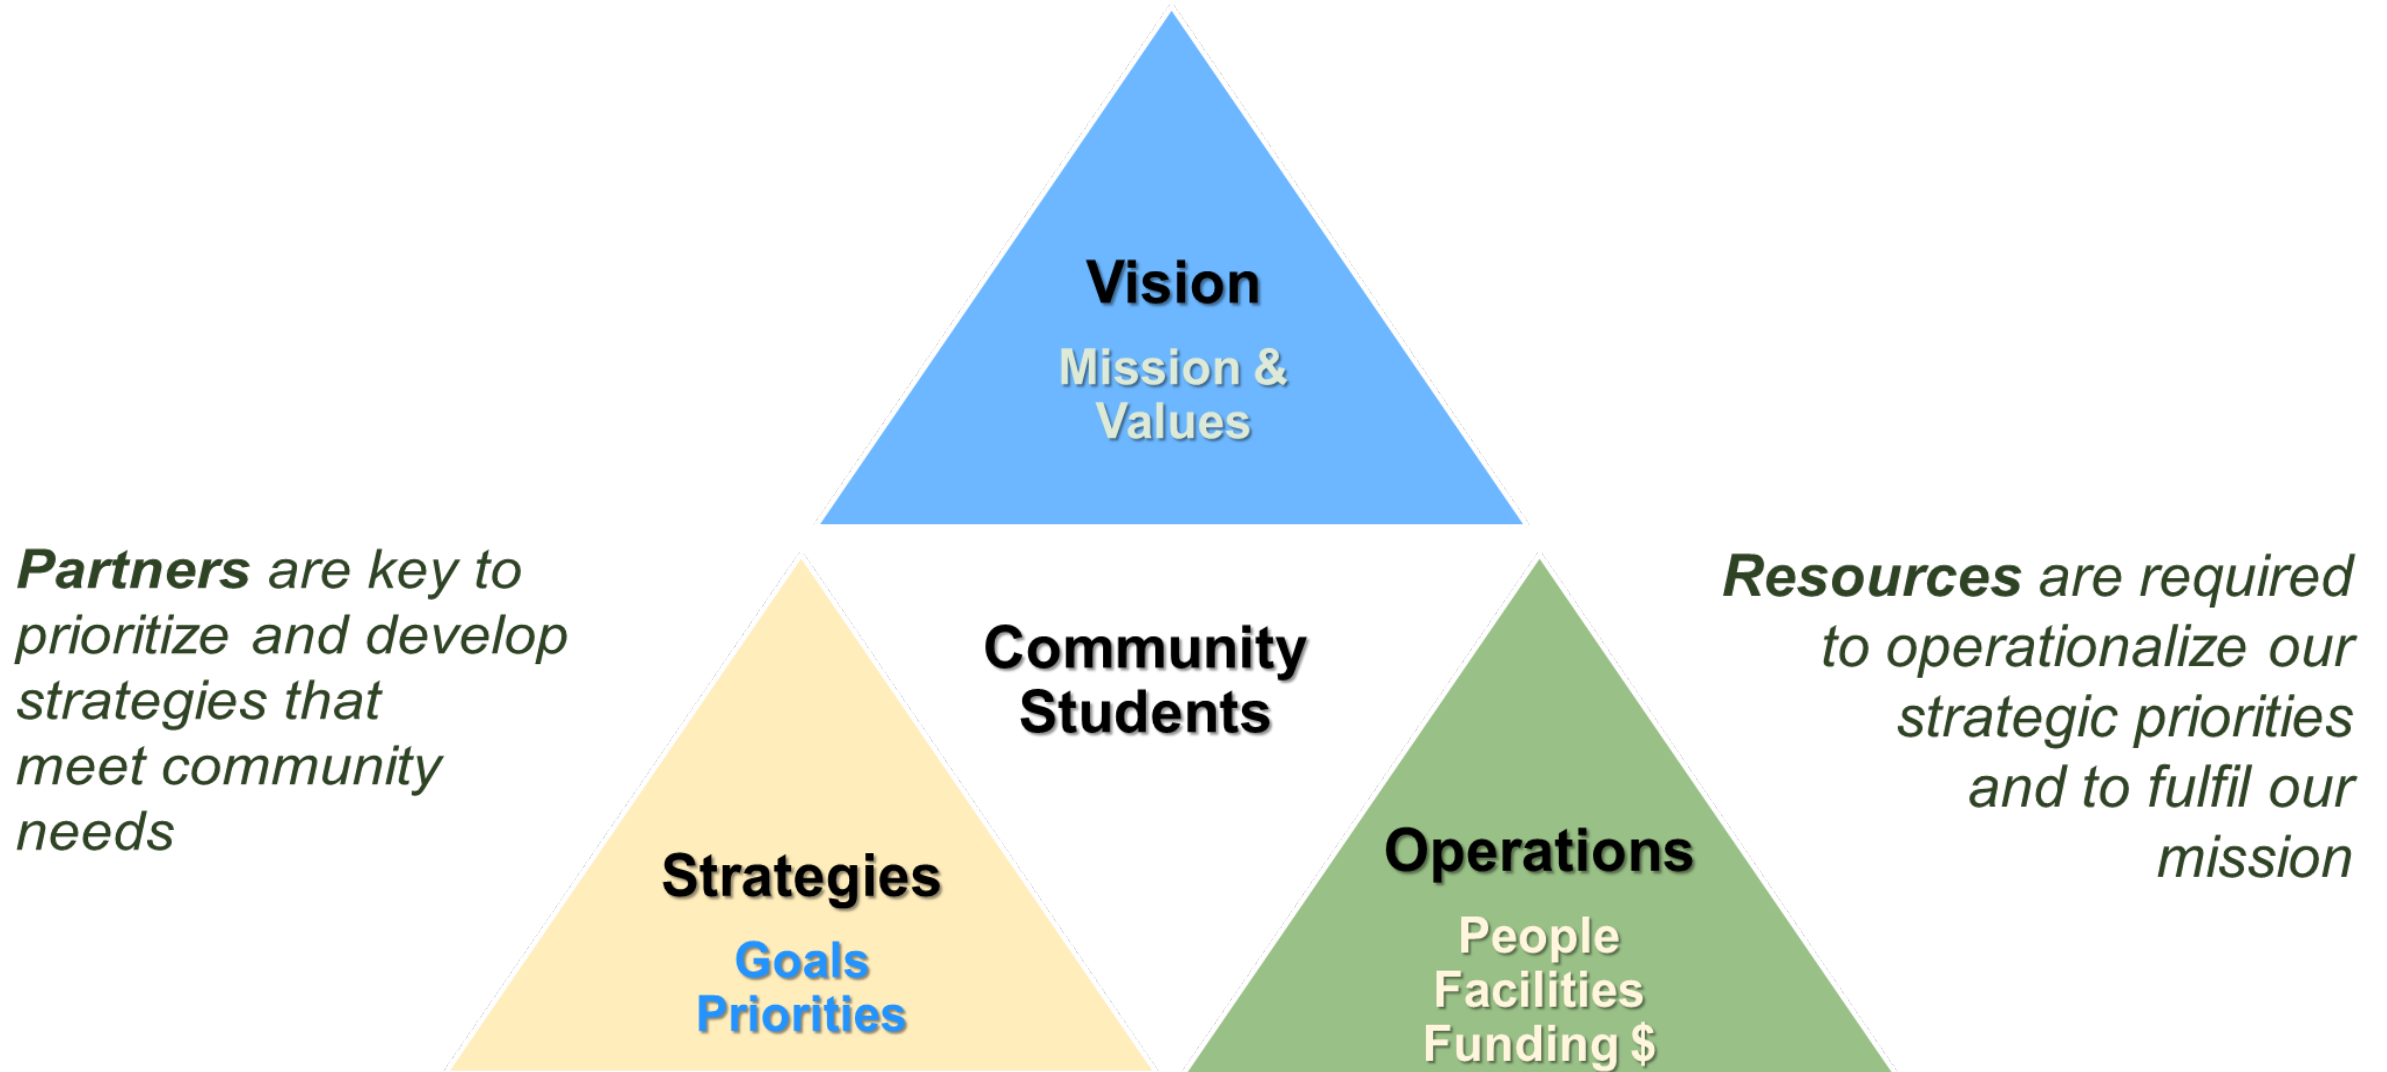 Vision
Mission &
Values
Partners are key to
prioritize and develop
strategies that
meet community
needs
Community
Students
Resources are required
to operationalize our
strategic priorities
and to fulfil our
mission
Strategies
Goals
Priorities
Operations
People
Facilities
Funding $